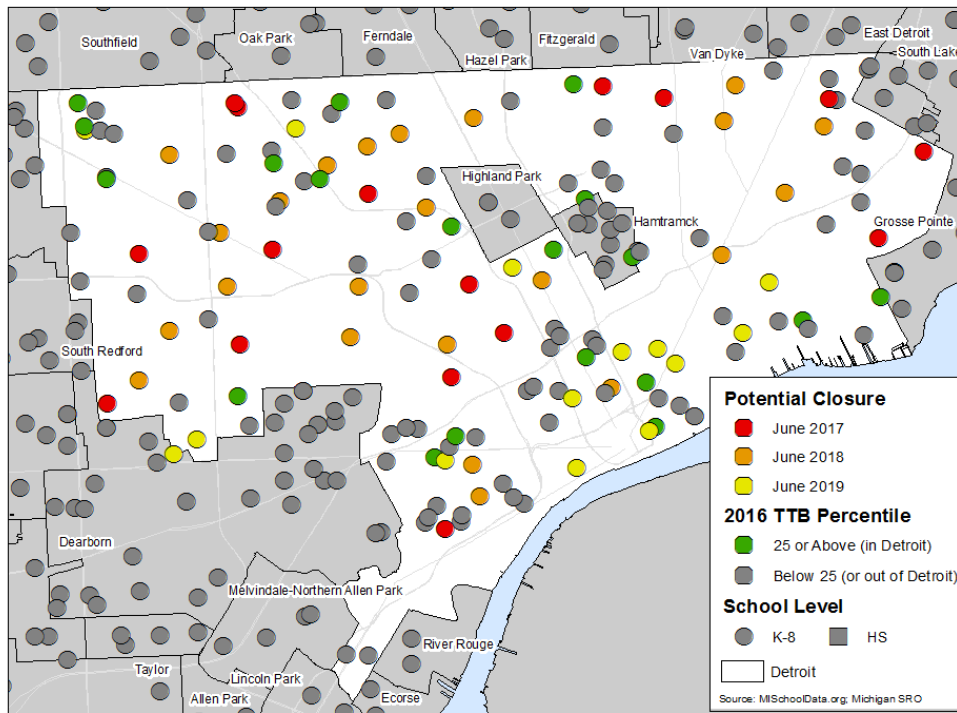 East Detroit
Southfield
Oak Park
Ferndale
Fitzgerald
Van Dyke
South Lake
Hazel Park
Highland Park
Hamtramck
Grosse Pointe
South Redford
Dearborn
Melvindale-Northern Allen Park
River Rouge
Taylor
Lincoln Park
Allen Park
Ecorse
Potential Closure
June 2017
June 2018
June 2019
2016 TTB Percentile
25 or Above (in Detroit)
Below 25 (or out of Detroit)
School Level
K-8 HS
Detroit
Source: MISchoolData.org; Michigan SRO